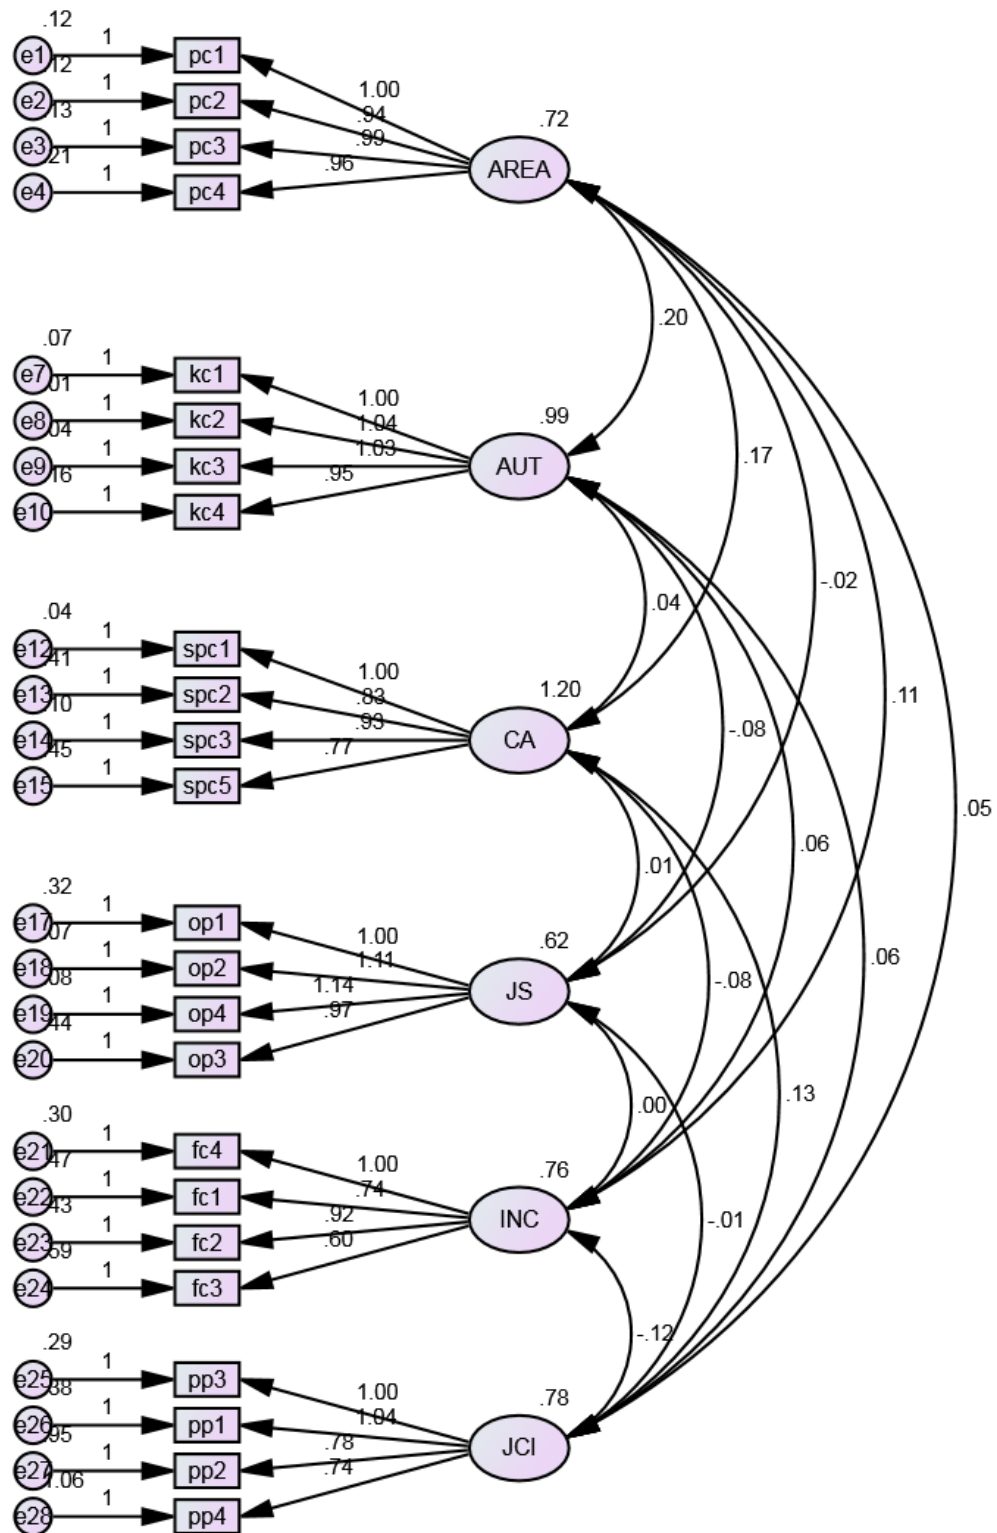 .12
e1 1 pc1
.12
e2 1 pc2
.13
e3 1 pc3
.21
e4 1 pc4
1.00
.94
.99
.96
.72
AREA
.20
.07
e7 1 kc1
.01
e8 1 kc2
.04
e9 1 kc3
.16
e10 1 kc4
1.00
1.04
1.03
.95
.99
AUT
.17
-.02
.04
.04
e12 1 spc1
.41
e13 1 spc2
.10
e14 1 spc3
.45
e15 1 spc5
1.00
.83
.93
.77
1.20
CA
-.08
.11
.05
.06
.01
.32
e17 1 op1
.07
e18 1 op2
.08
e19 1 op4
.44
e20 1 op3
1.00
1.11
1.14
.97
.62
JS
-.08
.06
.13
.00
.30
e21 1 fc4
.47
e22 1 fc1
.43
e23 1 fc2
.59
e24 1 fc3
1.00
.74
.92
.60
.76
INC
-.01
-.12
.29
e25 1 pp3
.38
e26 1 pp1
.95
e27 1 pp2
1.06
e28 1 pp4
1.00
1.04
.78
.74
.78
JCI